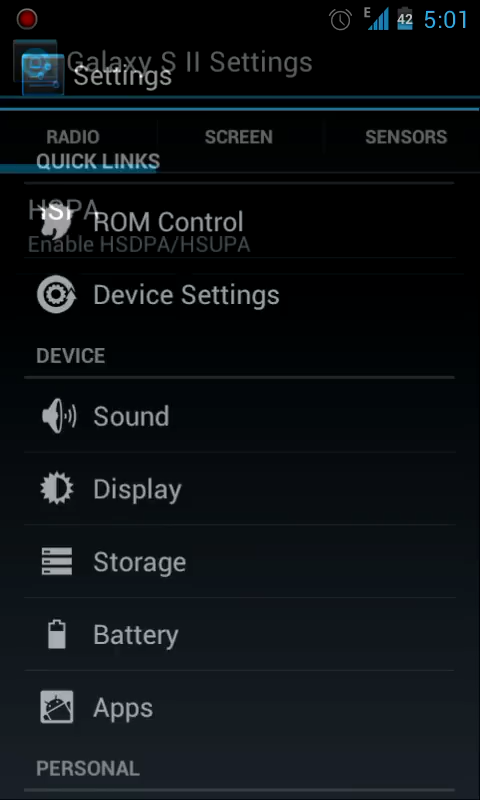 E 42 5:01
Galaxy S II Settings
Settings
RADIO SCREEN SENSORS
QUICK LINKS
HSPA
ROM Control
Enable HSDPA/HSUPA
Device Settings
DEVICE
Sound
Display
Storage
Battery
Apps
PERSONAL